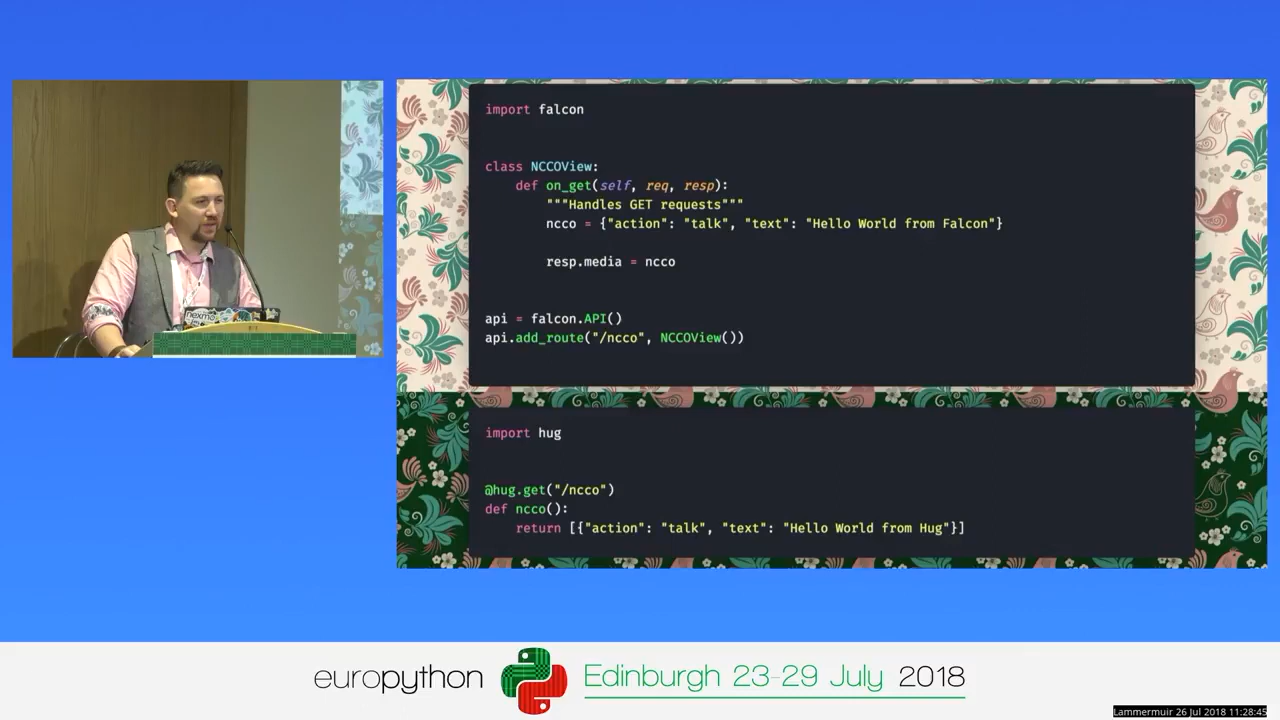 import falcon
class NCCOView:
def on_get(self, req, resp):
"""Handles GET requests"""
ncco = {"action": "talk", "text": "Hello World from Falcon"}
resp.media = ncco
api = falcon.API()
api.add_route("/ncco", NCCOView())
import hug
@hug.get("/ncco")
def ncco():
return [{"action": "talk", "text": "Hello World from Hug"}]
nexmo
europython
Edinburgh 23-29 July 2018
Lammermuir 26 Jul 2018 11:28:45